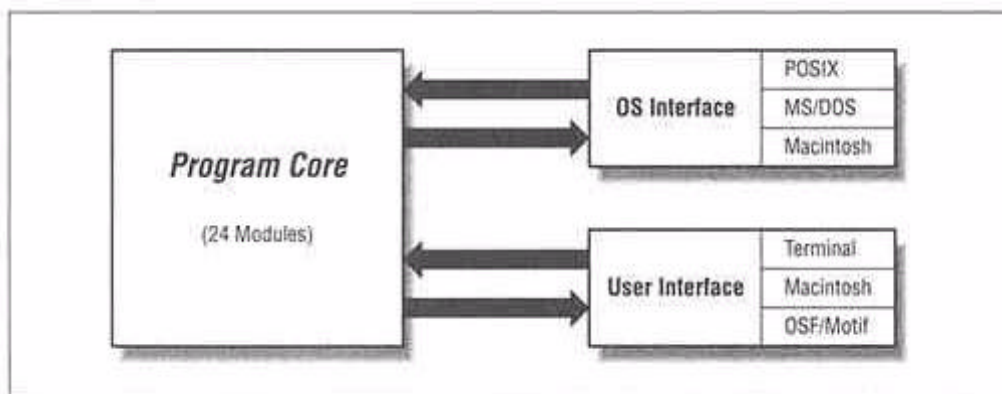 Program Core
(24 Modules)
OS Interface
POSIX
MS/DOS
Macintosh
User Interface
Terminal
Macintosh
OSF/Motif